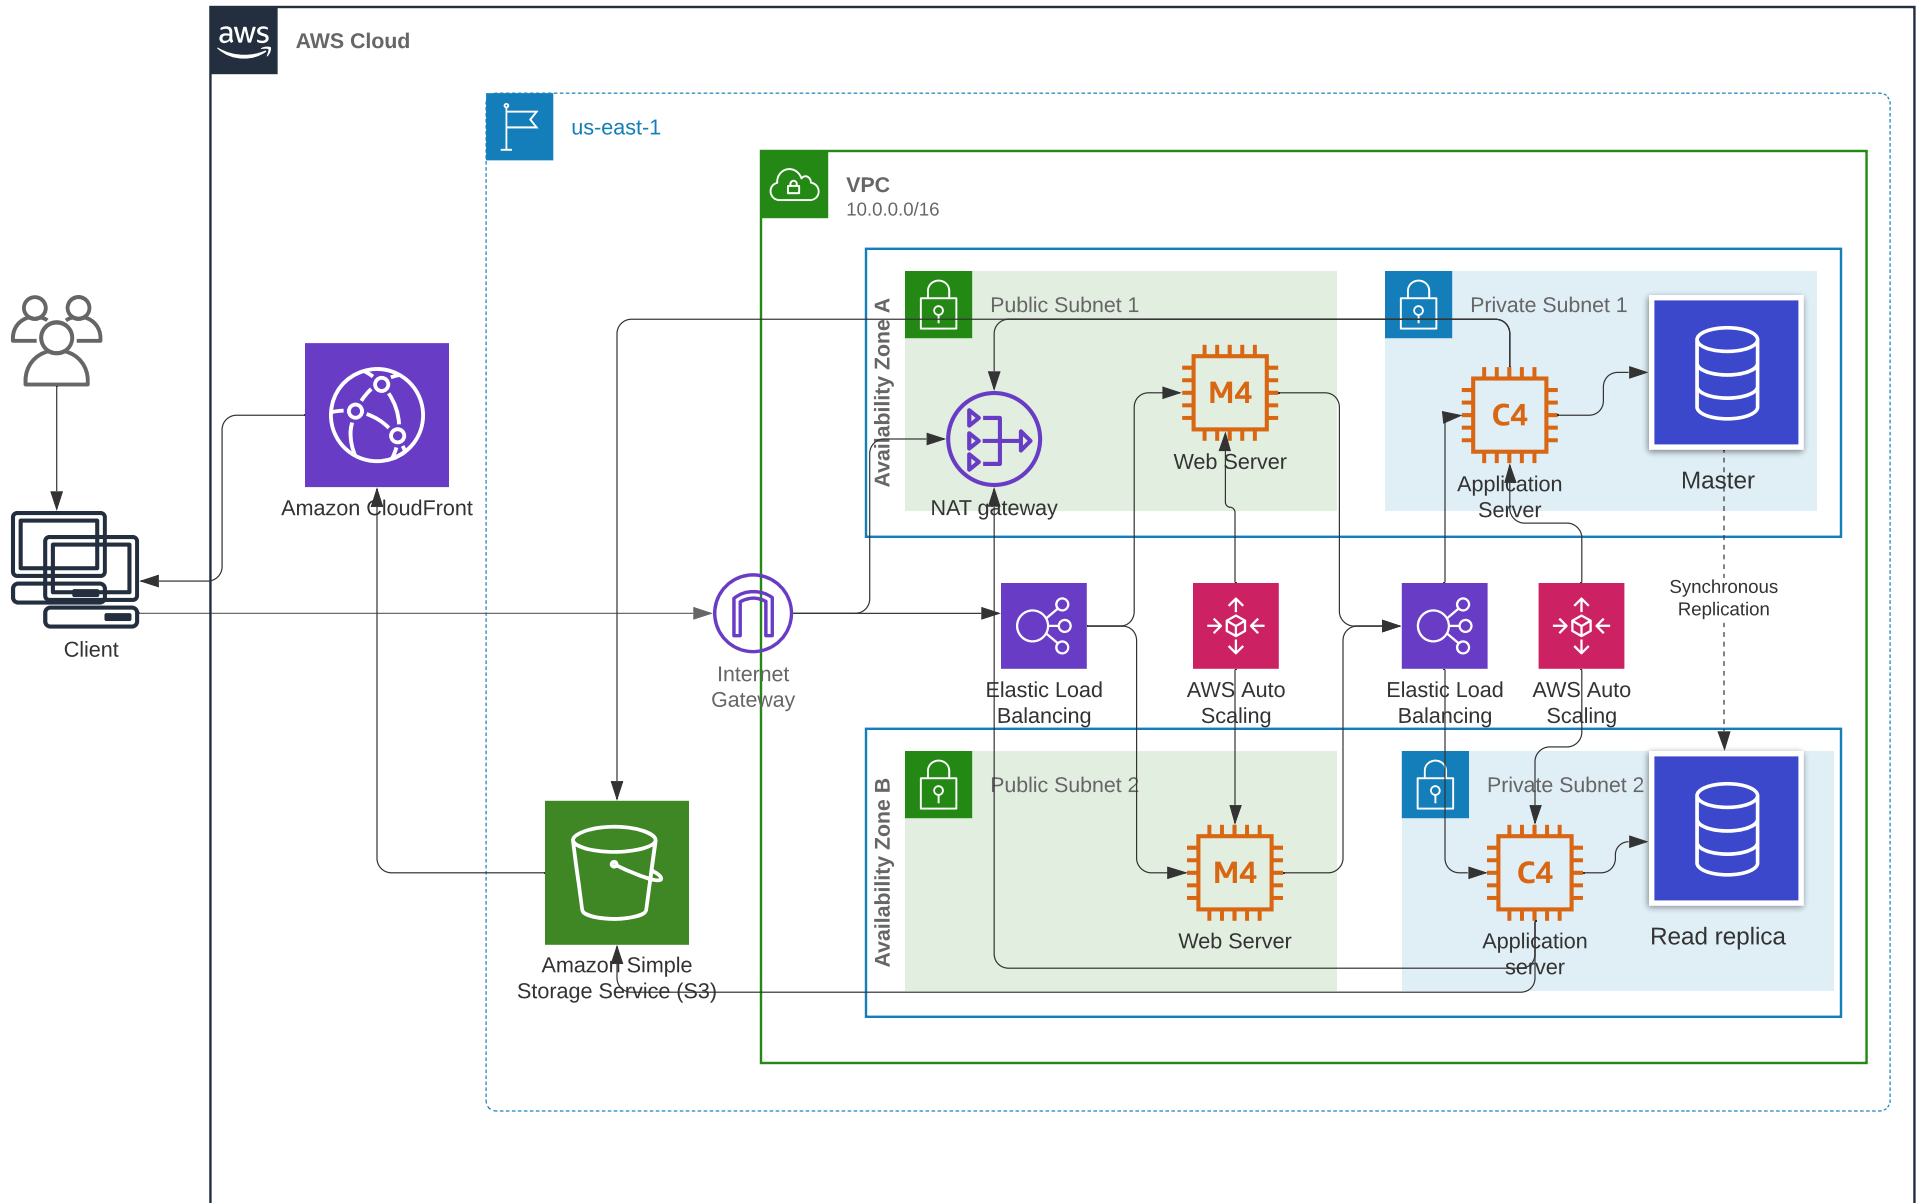 aws
AWS Cloud
us-east-1
VPC
10.0.0.0/16
Availability Zone A
Public Subnet 1
Private Subnet 1
M4
Web Server
C4
Application
Server
Master
NAT gateway
Amazon CloudFront
Client
Internet
Gateway
Elastic Load
Balancing
AWS Auto
Scaling
Elastic Load
Balancing
AWS Auto
Scaling
Synchronous
Replication
Availability Zone B
Public Subnet 2
Private Subnet 2
M4
Web Server
C4
Application
server
Read replica
Amazon Simple
Storage Service (S3)